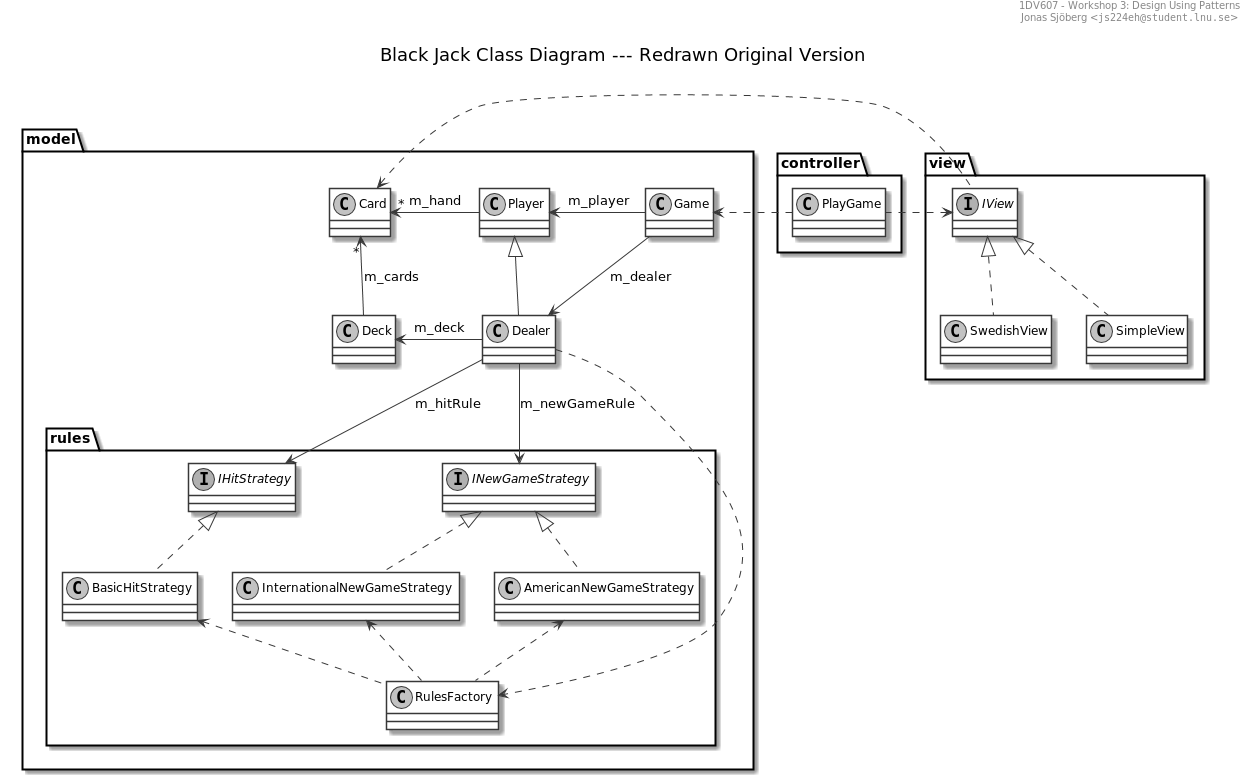 1DV607 - Workshop 3: Design Using Patterns
Jonas Sjöberg <js224eh@student.lnu.se>
Black Jack Class Diagram --- Redrawn Original Version
model
controller
view
C Card
* m_hand
C Player
m_player
C Game
C PlayGame
I IView
*
m_cards
m_dealer
C Deck
m_deck
C Dealer
C SwedishView
C SimpleView
m_hitRule
m_newGameRule
rules
I IHitStrategy
I INewGameStrategy
C BasicHitStrategy
C InternationalNewGameStrategy
C AmericanNewGameStrategy
C RulesFactory